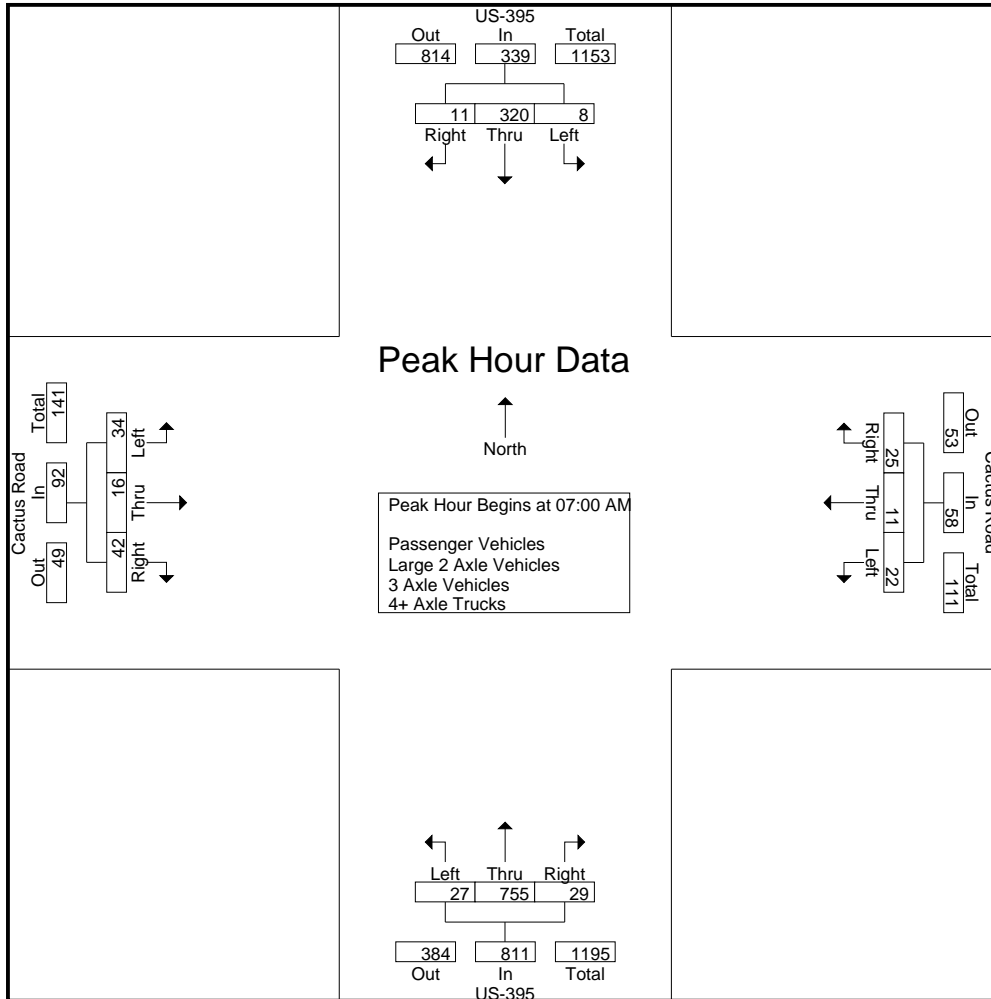 US-395
Out In Total
814 339 1153
11 320 8
Right Thru Left
Peak Hour Data
North
Peak Hour Begins at 07:00 AM
Passenger Vehicles
Large 2 Axle Vehicles
3 Axle Vehicles
4+ Axle Trucks
Cactus Road
Out In Total
49 92 141
42 16 34
Right Thru Left
Cactus Road
Out In Total
53 58 111
25 11 22
Right Thru Left
Left Thru Right
27 755 29
384 811 1195
Out In Total
US-395